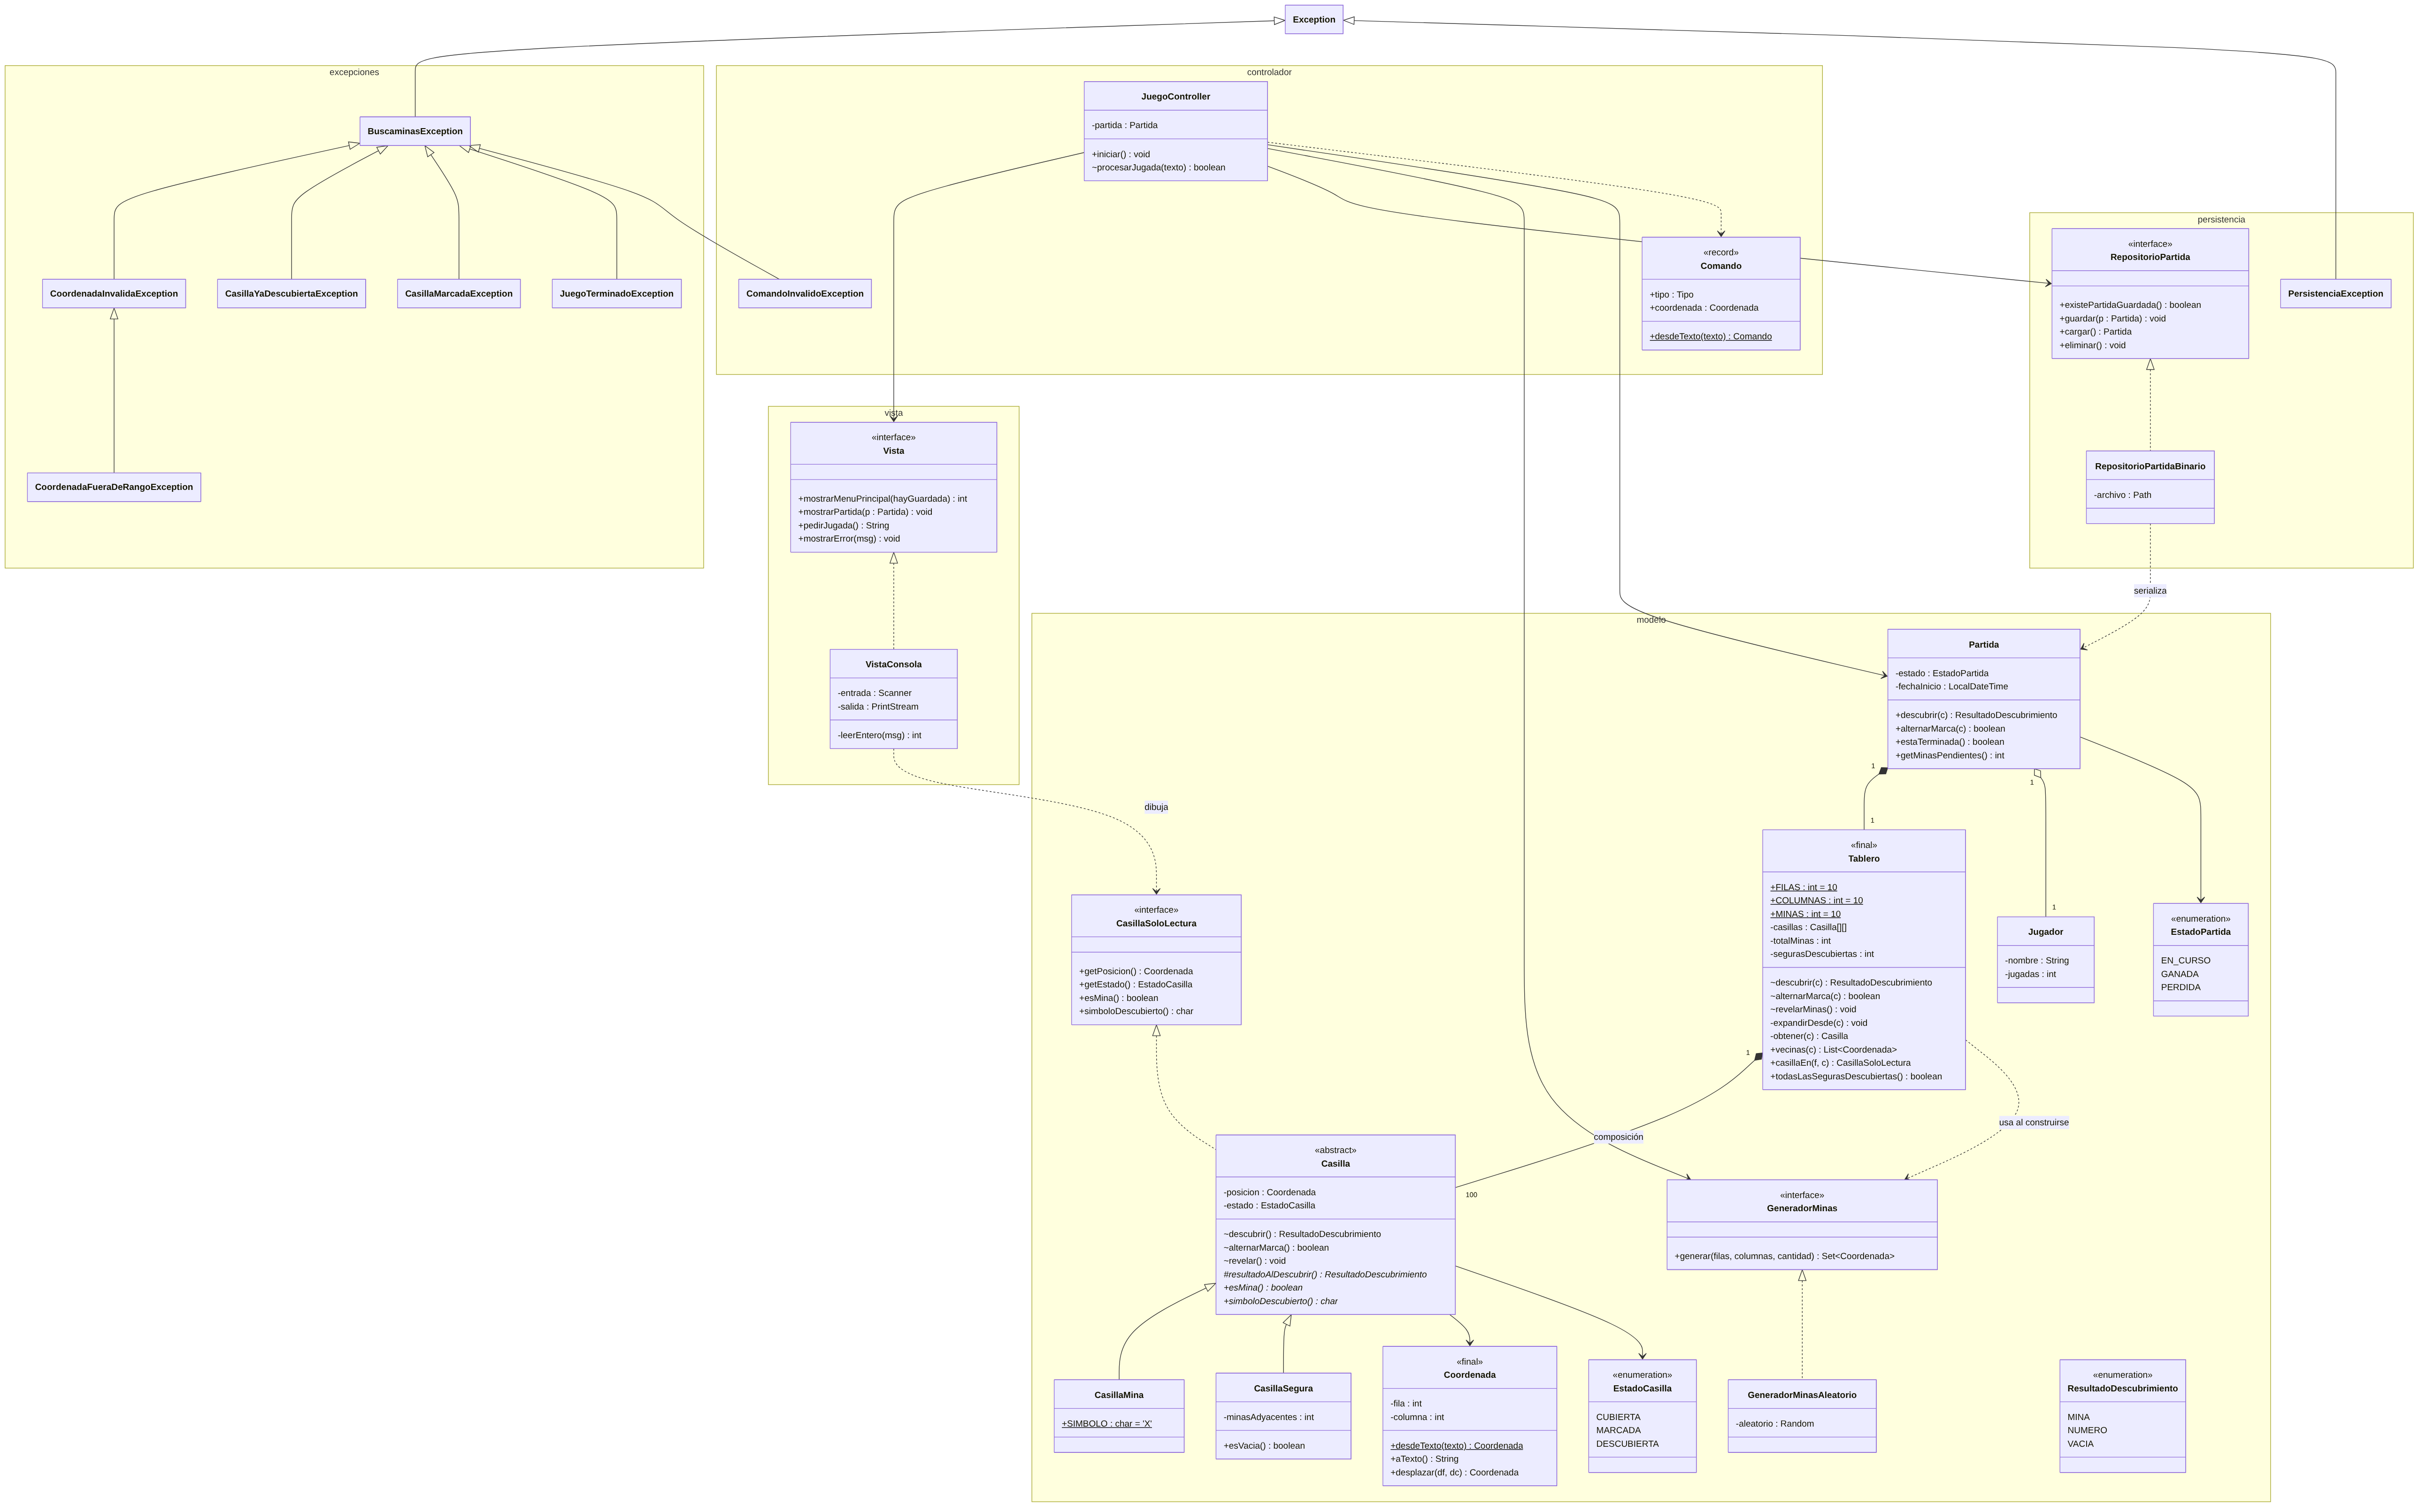 Exception
excepciones
BuscaminasException
CoordenadaInvalidaException
CasillaYaDescubiertaException
CasillaMarcadaException
JuegoTerminadoException
CoordenadaFueraDeRangoException
controlador
JuegoController
-partida : Partida
+iniciar() : void
~procesarJugada(texto) : boolean
ComandoInvalidoException
«record»
Comando
+tipo : Tipo
+coordenada : Coordenada
+desdeTexto(texto) : Comando
persistencia
«interface»
RepositorioPartida
+existePartidaGuardada() : boolean
+guardar(p : Partida) : void
+cargar() : Partida
+eliminar() : void
PersistenciaException
RepositorioPartidaBinario
-archivo : Path
serializa
vista
«interface»
Vista
+mostrarMenuPrincipal(hayGuardada) : int
+mostrarPartida(p : Partida) : void
+pedirJugada() : String
+mostrarError(msg) : void
VistaConsola
-entrada : Scanner
-salida : PrintStream
-leerEntero(msg) : int
dibuja
modelo
Partida
-estado : EstadoPartida
-fechaInicio : LocalDateTime
+descubrir(c) : ResultadoDescubrimiento
+alternarMarca(c) : boolean
+estaTerminada() : boolean
+getMinasPendientes() : int
1
1
1
1
«final»
Tablero
+FILAS : int = 10
+COLUMNAS : int = 10
+MINAS : int = 10
-casillas : Casilla[][]
-totalMinas : int
-segurasDescubiertas : int
~descubrir(c) : ResultadoDescubrimiento
~alternarMarca(c) : boolean
~revelarMinas() : void
-expandirDesde(c) : void
-obtener(c) : Casilla
+vecinas(c) : List<Coordenada>
+casillaEn(f, c) : CasillaSoloLectura
+todasLasSegurasDescubiertas() : boolean
«interface»
CasillaSoloLectura
+getPosicion() : Coordenada
+getEstado() : EstadoCasilla
+esMina() : boolean
+simboloDescubierto() : char
Jugador
-nombre : String
-jugadas : int
«enumeration»
EstadoPartida
EN_CURSO
GANADA
PERDIDA
1
composición
100
usa al construirse
«abstract»
Casilla
-posicion : Coordenada
-estado : EstadoCasilla
~descubrir() : ResultadoDescubrimiento
~alternarMarca() : boolean
~revelar() : void
#resultadoAlDescubrir() : ResultadoDescubrimiento
+esMina() : boolean
+simboloDescubierto() : char
«interface»
GeneradorMinas
+generar(filas, columnas, cantidad) : Set<Coordenada>
CasillaMina
+SIMBOLO : char = 'X'
CasillaSegura
-minasAdyacentes : int
+esVacia() : boolean
«final»
Coordenada
-fila : int
-columna : int
+desdeTexto(texto) : Coordenada
+aTexto() : String
+desplazar(df, dc) : Coordenada
«enumeration»
EstadoCasilla
CUBIERTA
MARCADA
DESCUBIERTA
GeneradorMinasAleatorio
-aleatorio : Random
«enumeration»
ResultadoDescubrimiento
MINA
NUMERO
VACIA